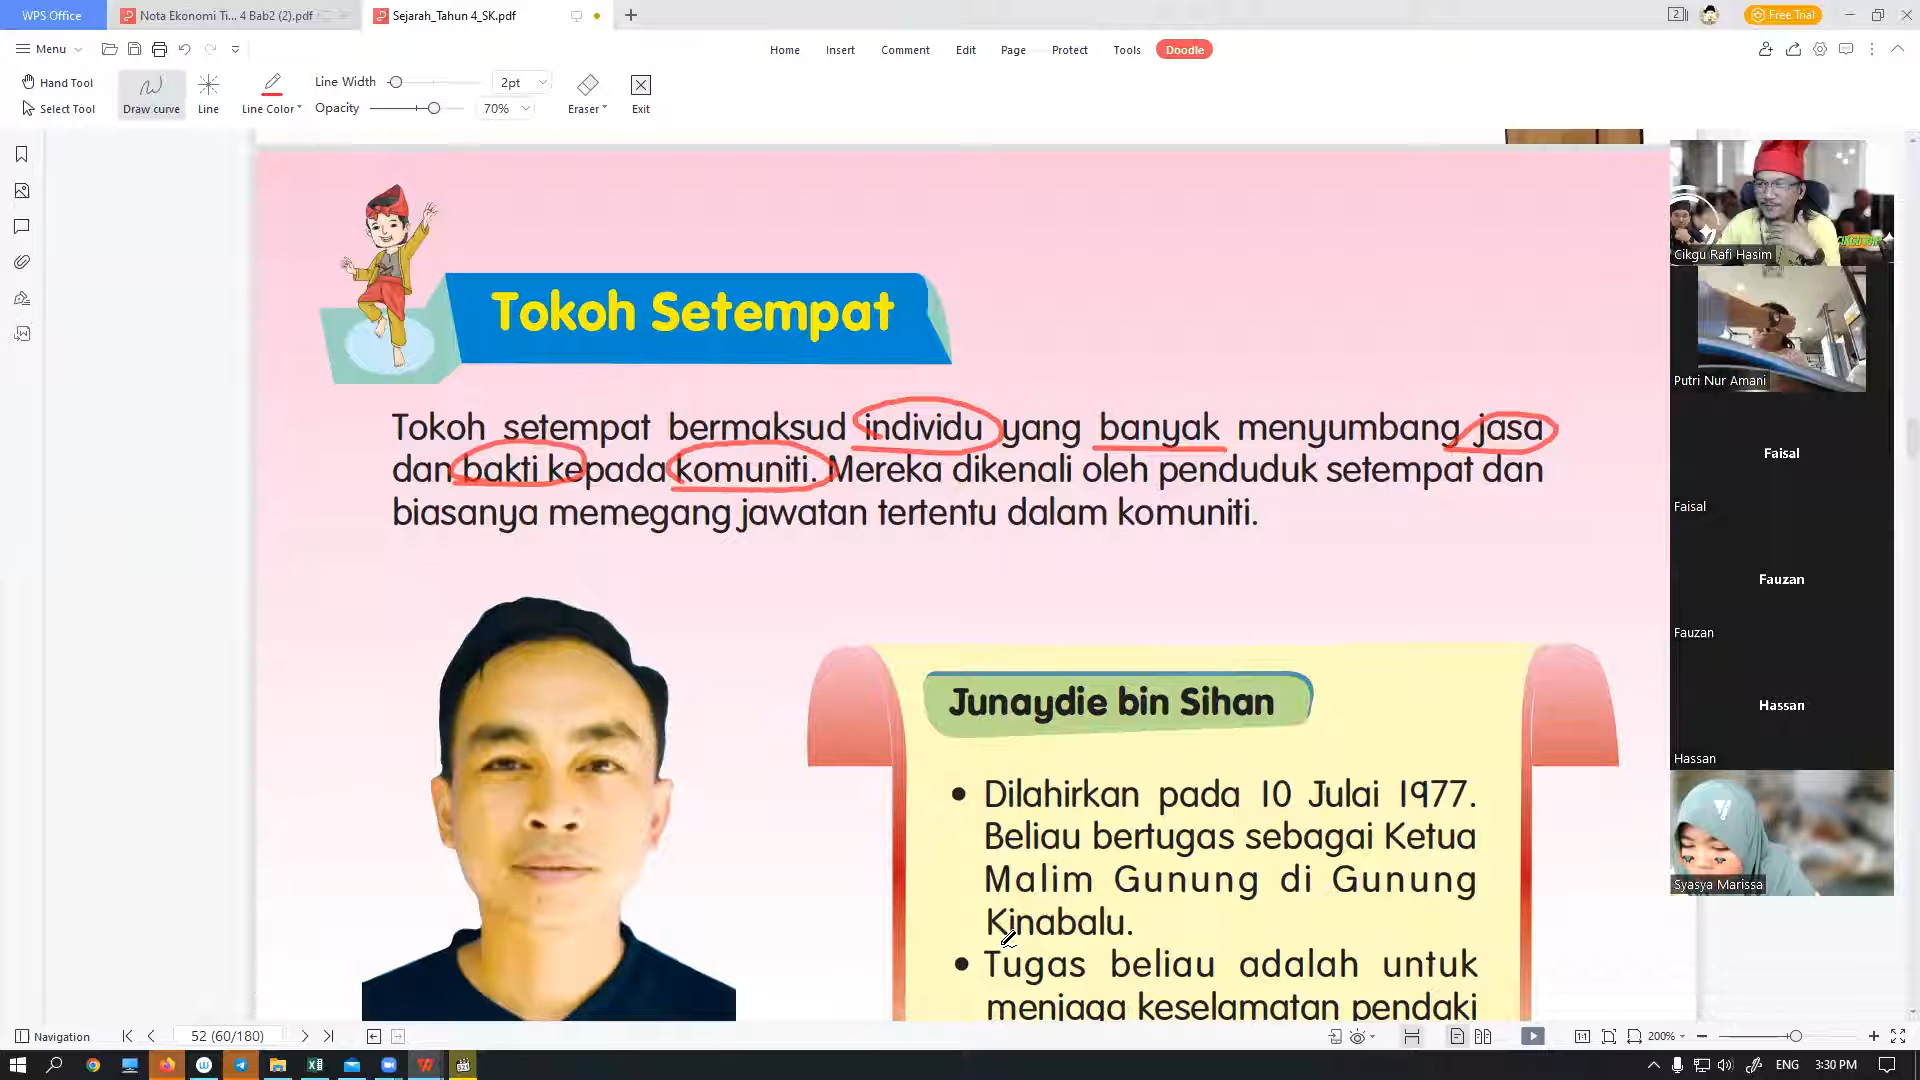 WPS Office
Nota Ekonomi Ti... 4 Bab2 (2).pdf
Sejarah_Tahun 4_SK.pdf
2
Free Trial
Menu
Home
Insert
Comment
Edit
Page
Protect
Tools
Doodle
Hand Tool
Select Tool
Draw curve
Line
Line Color
Line Width
2pt
Opacity
70%
Eraser
Exit
Tokoh Setempat
Tokoh setempat bermaksud individu yang banyak menyumbang jasa
dan bakti kepada komuniti. Mereka dikenali oleh penduduk setempat dan
biasanya memegang jawatan tertentu dalam komuniti.
Junaydie bin Sihan
• Dilahirkan pada 10 Julai 1977.
Beliau bertugas sebagai Ketua
Malim Gunung di Gunung
Kinabalu.
• Tugas beliau adalah untuk
menjaga keselamatan pendaki
Cikgu Rafi Hasim
Putri Nur Amani
Faisal
Faisal
Fauzan
Fauzan
Hassan
Hassan
Syasya Marissa
Navigation
52 (60/180)
200%
ENG
3:30 PM